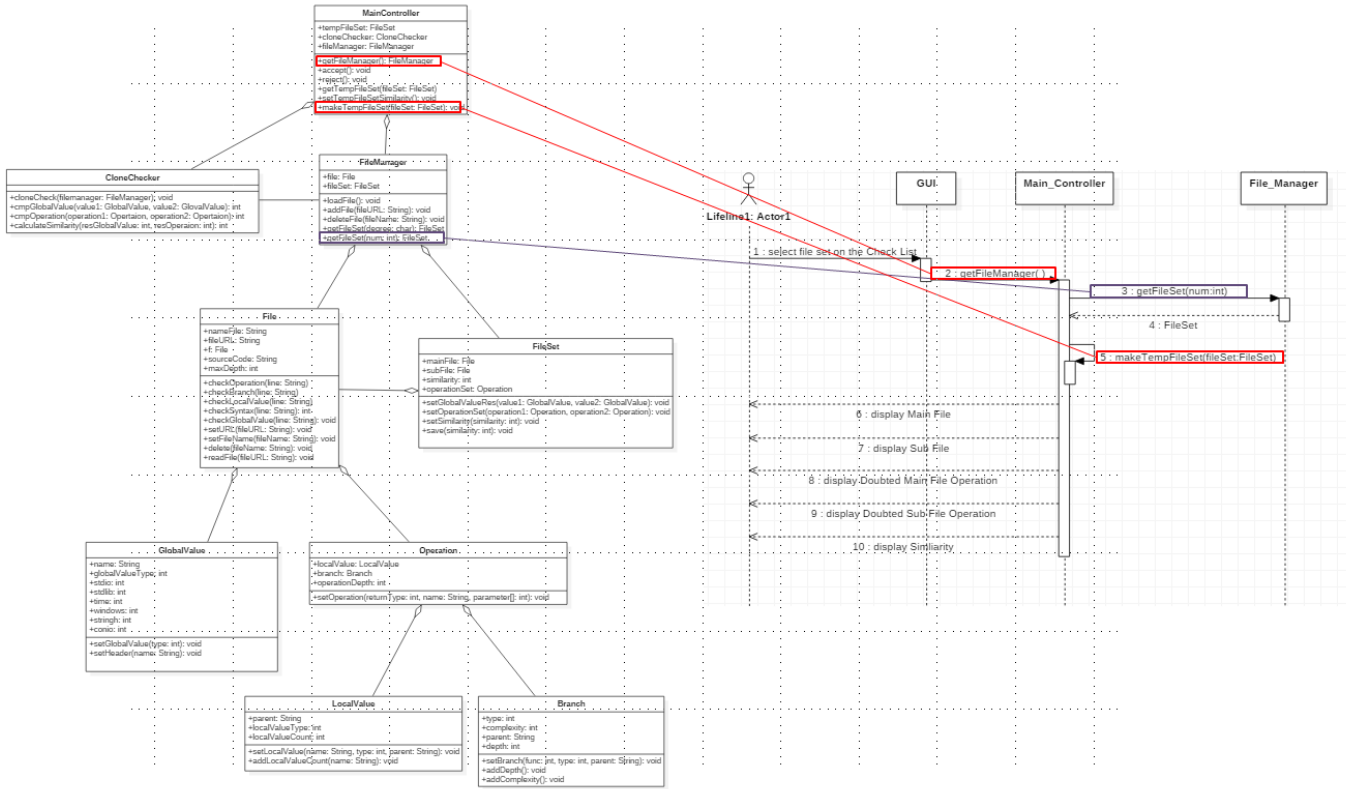 MainController
+tempFileSet: FileSet
+cloneChecker: CloneChecker
+fileManager: FileManager
+getFileManager(): FileManager
+accept(): void
+reject(): void
+getTempFileSet(fileSet: FileSet)
+setTempFileSetSimilarity(): void
+makeTempFileSet(fileSet: FileSet): void
CloneChecker
+cloneCheck(filemanager: FileManager): void
+cmpGlobalValue(value1: GlobalValue, value2: GlovalValue): int
+cmpOperation(operation1: Opertaion, operation2: Opertaion): int
+calculateSimilarity(resGlobalValue: int, resOperaion: int): int
FileManager
+file: File
+fileSet: FileSet
+loadFile(): void
+addFile(fileURL: String): void
+deleteFile(fileName: String): void
+getFileSet(degree: char): FileSet
+getFileSet(num: int): FileSet
File
+nameFile: String
+fileURL: String
+f: File
+sourceCode: String
+maxDepth: int
+checkOperation(line: String)
+checkBranch(line: String)
+checkLocalValue(line: String)
+checkSyntax(line: String): int
+checkGlobalValue(line: String): void
+setURL(fileURL: String): void
+setFileName(fileName: String): void
+delete(fileName: String): void
+readFile(fileURL: String): void
FileSet
+mainFile: File
+subFile: File
+similarity: int
+operationSet: Operation
+setGlobalValueRes(value1: GlobalValue, value2: GlobalValue): void
+setOperationSet(operation1: Operation, operation2: Operation): void
+setSimilarity(similarity: int): void
+save(similarity: int): void
GlobalValue
+name: String
+globalValueType: int
+stdio: int
+stdlib: int
+time: int
+windows: int
+stringh: int
+conio: int
+setGlobalValue(type: int): void
+setHeader(name: String): void
Operation
+localValue: LocalValue
+branch: Branch
+operationDepth: int
+setOperation(returnType: int, name: String, parameter[]: int): void
LocalValue
+parent: String
+localValueType: int
+localValueCount: int
+setLocalValue(name: String, type: int, parent: String): void
+addLocalValueCount(name: String): void
Branch
+type: int
+complexity: int
+parent: String
+depth: int
+setBranch(func: int, type: int, parent: String): void
+addDepth(): void
+addComplexity(): void
Lifeline1: Actor1
GUI
Main_Controller
File_Manager
1 : select file set on the Check List
2 : getFileManager( )
3 : getFileSet(num:int)
4 : FileSet
5 : makeTempFileSet(fileSet:FileSet)
6 : display Main File
7 : display Sub File
8 : display Doubted Main File Operation
9 : display Doubted Sub File Operation
10 : display Simliarity